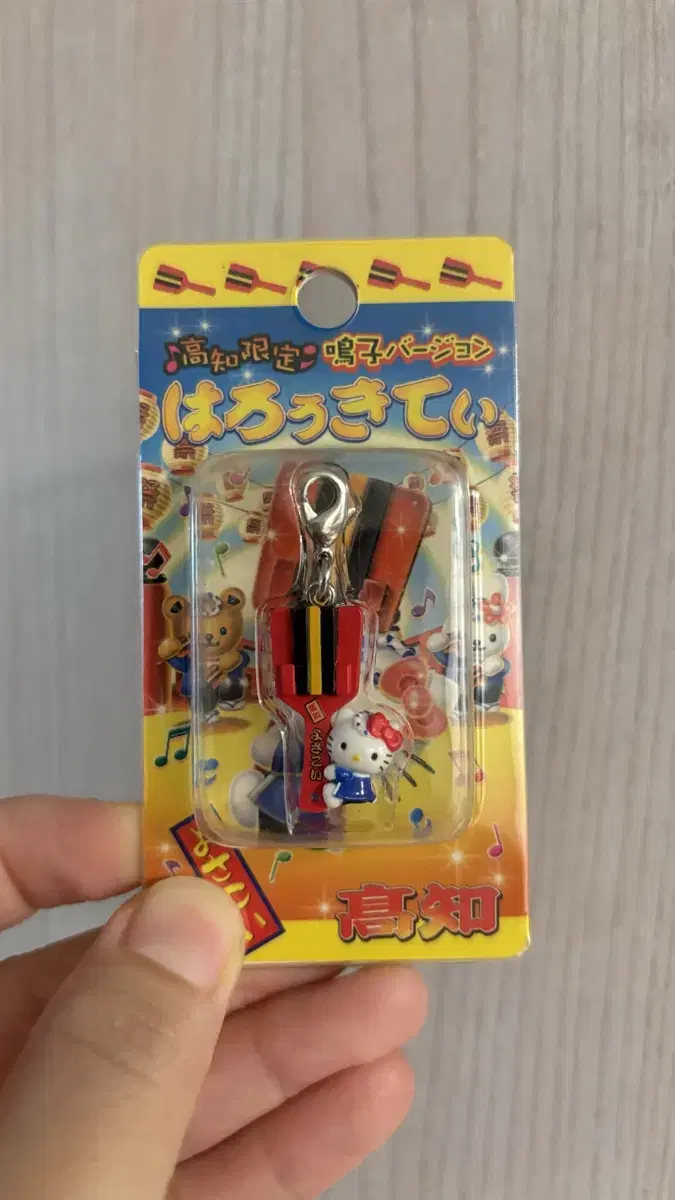 高知限定 鳴子バージョン
はろうきてぃ
よさこい
高知